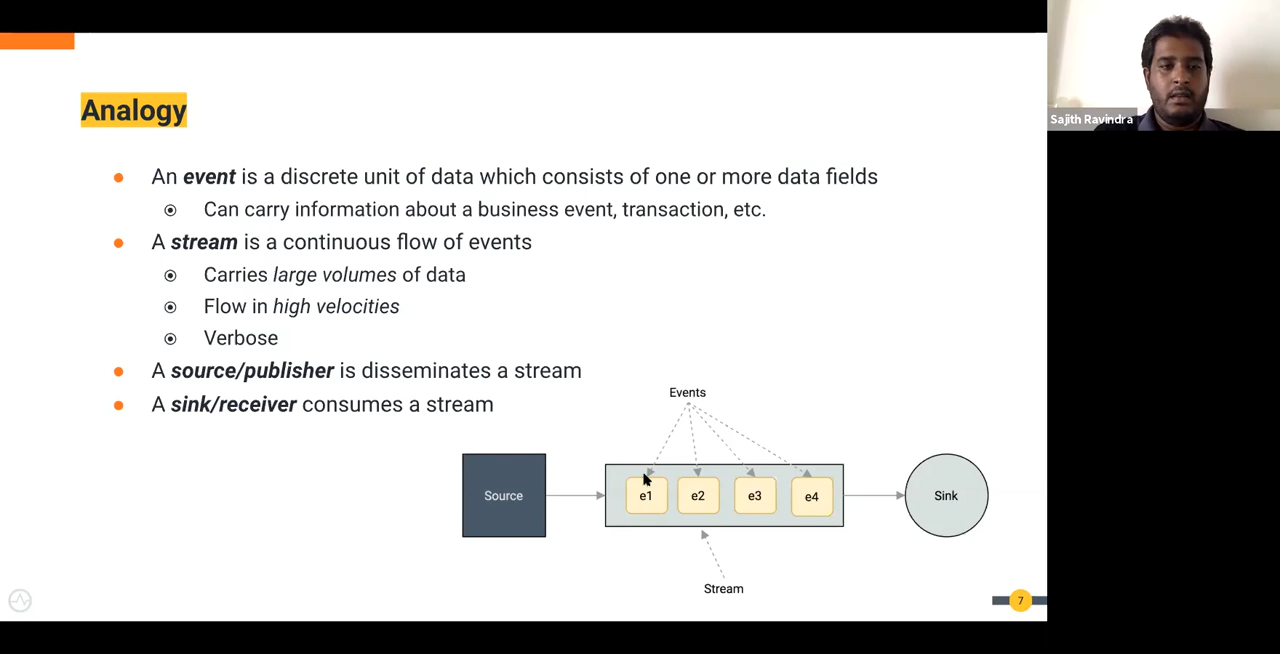 Analogy
An event is a discrete unit of data which consists of one or more data fields
Can carry information about a business event, transaction, etc.
A stream is a continuous flow of events
Carries large volumes of data
Flow in high velocities
Verbose
A source/publisher is disseminates a stream
A sink/receiver consumes a stream
Events
Source
e1
e2
e3
e4
Sink
Stream
7
Sajith Ravindra